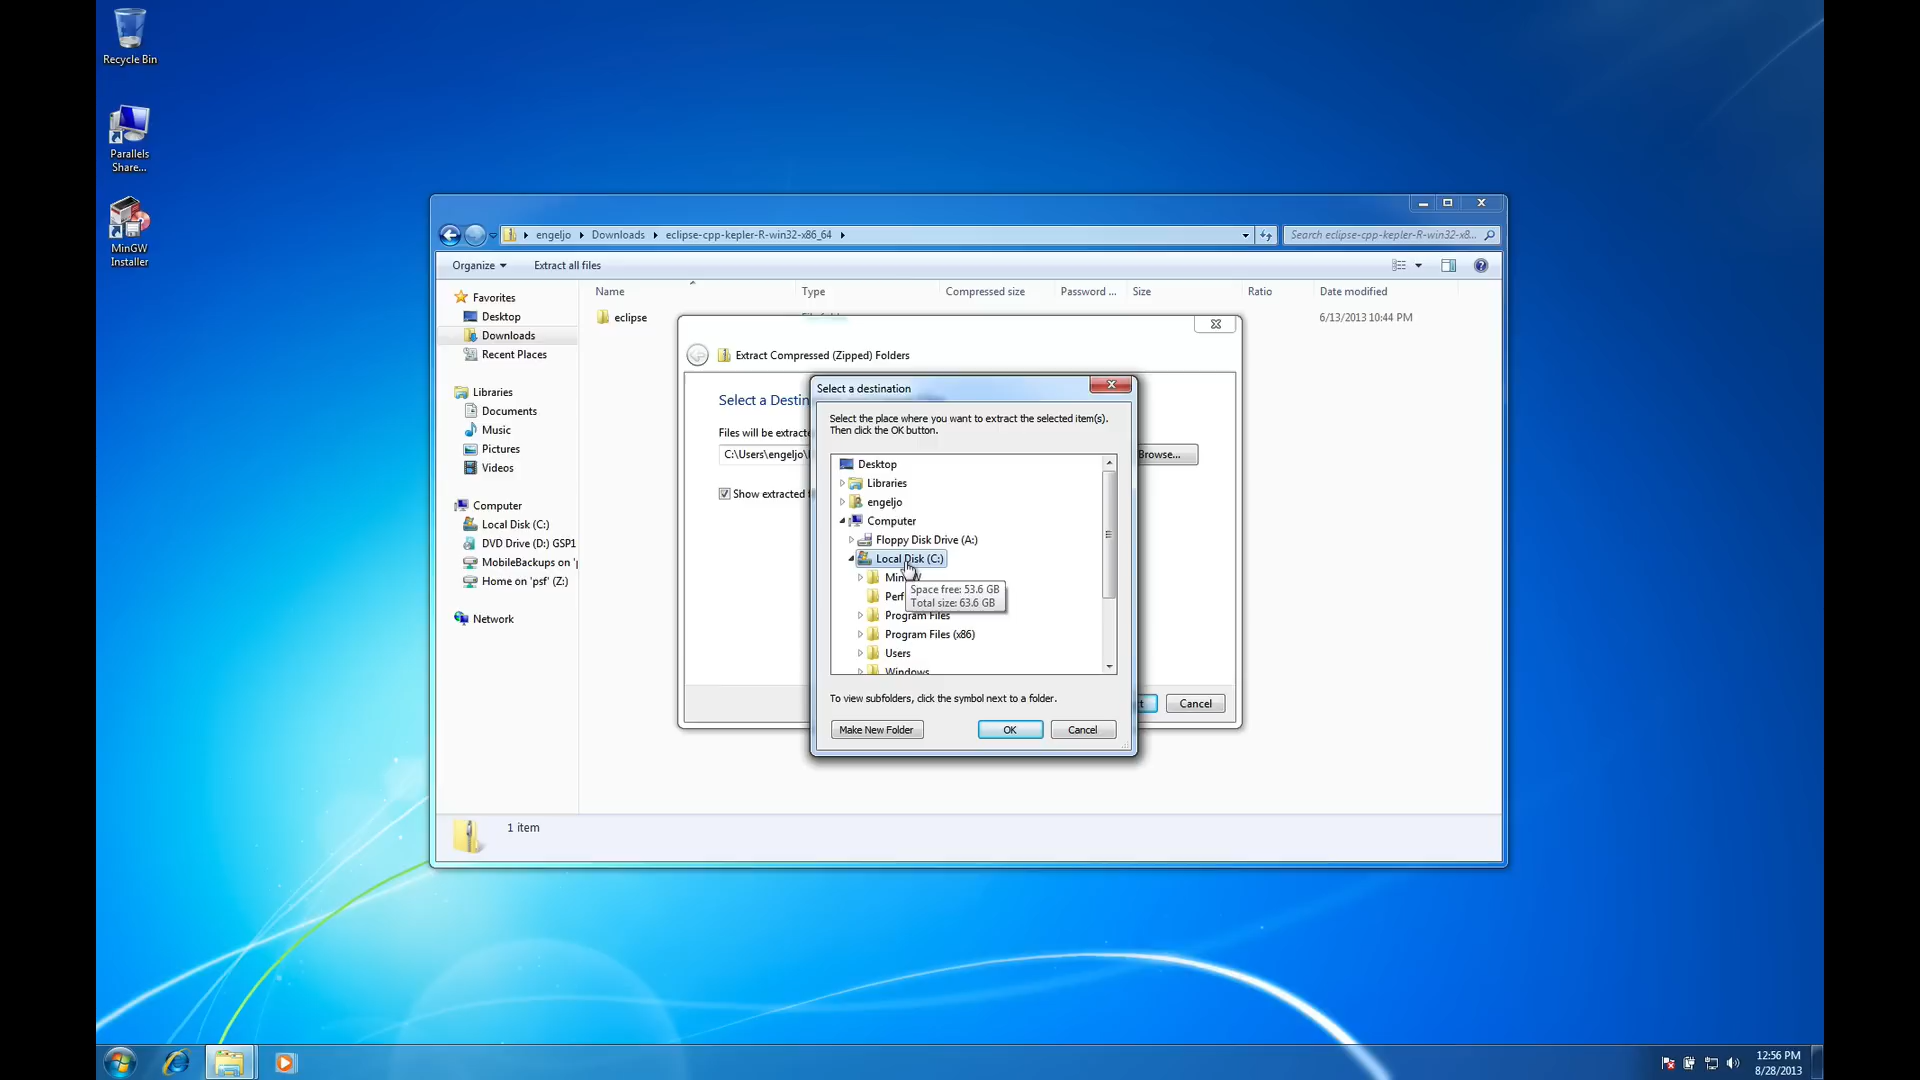 Recycle Bin
Parallels
Share...
MinGW
Installer
engeljo
Downloads
eclipse-cpp-kepler-R-win32-x86_64
Search eclipse-cpp-kepler-R-win32-x8...
Organize
Extract all files
Name
Type
Compressed size
Password ...
Size
Ratio
Date modified
Favorites
Desktop
Downloads
Recent Places
Libraries
Documents
Music
Pictures
Videos
Computer
Local Disk (C:)
DVD Drive (D:) GSP1
MobileBackups on 'p
Home on 'psf' (Z:)
Network
eclipse
6/13/2013 10:44 PM
Extract Compressed (Zipped) Folders
Select a Destin
Files will be extracte
C:\Users\engeljo\
Browse...
Show extracted
Cancel
Select a destination
Select the place where you want to extract the selected item(s).
Then click the OK button.
Desktop
Libraries
engeljo
Computer
Floppy Disk Drive (A:)
Local Disk (C:)
Perf
Space free: 53.6 GB
Total size: 63.6 GB
Program Files
Program Files (x86)
Users
Windows
To view subfolders, click the symbol next to a folder.
Make New Folder
OK
Cancel
1 item
12:56 PM
8/28/2013